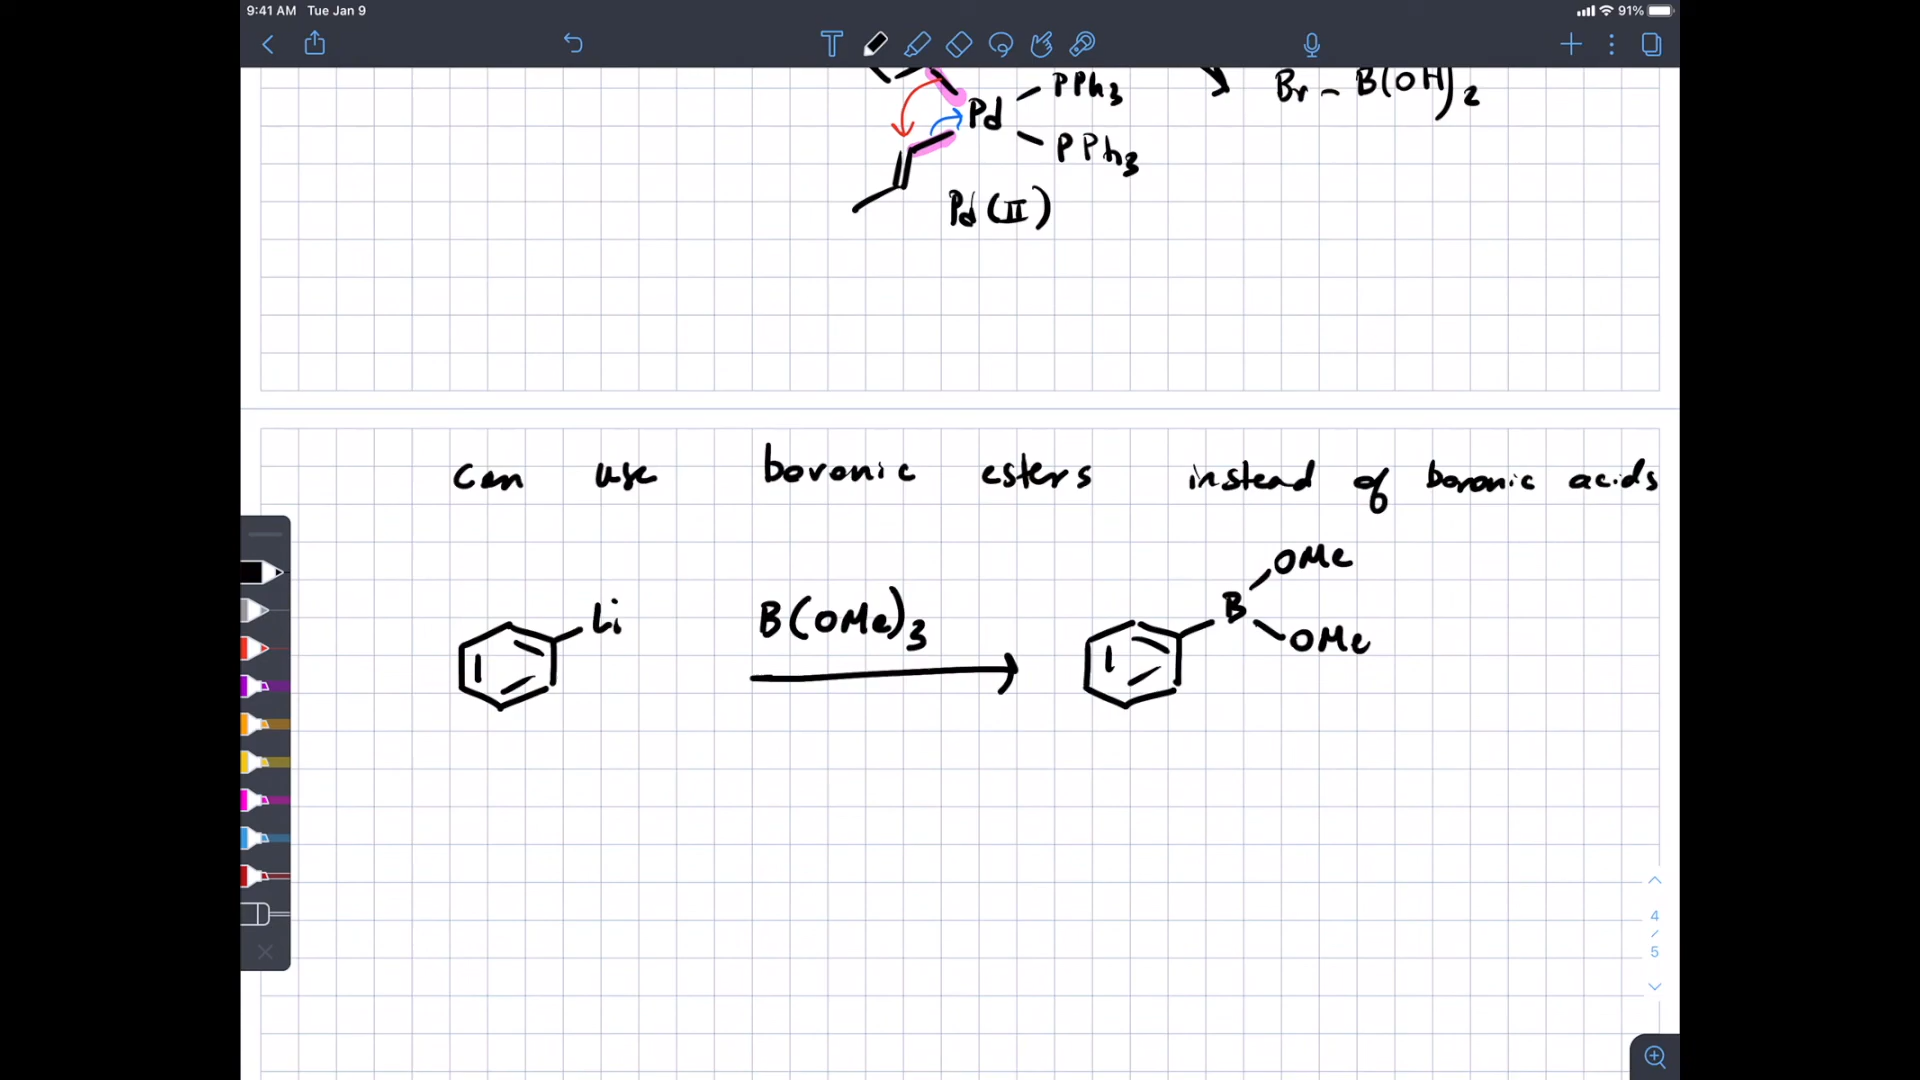 9:41 AM Tue Jan 9
91%
PPh3
Br - B(OH)2
Pd
PPh3
Pd (II)
can use boronic esters instead of boronic acids
OMe
Li
B(OMe)3
B
OMe
4
/
5